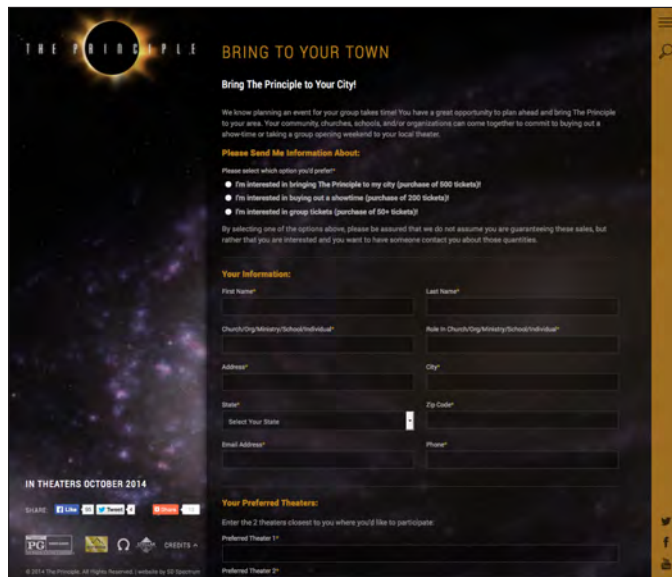 THE PRINCIPLE
BRING TO YOUR TOWN
Bring The Principle to Your City!
We know planning an event for your group takes time! You have a great opportunity to plan ahead and bring The Principle
to your area. Your community, churches, schools, and/or organizations can come together to commit to buying out a
show-time or taking a group opening weekend to your local theater.
Please Send Me Information About:
Please select which option you'd prefer!*
I'm interested in bringing The Principle to my city (purchase of 500 tickets)!
I'm interested in buying out a showtime (purchase of 200 tickets)!
I'm interested in group tickets (purchase of 50+ tickets)!
By selecting one of the options above, please be assured that we do not assume you are guaranteeing these sales, but
rather that you are interested and you want to have someone contact you about those quantities.
Your Information:
First Name* Last Name*
Church/Org/Ministry/School/Individual* Role In Church/Org/Ministry/School/Individual*
Address* City*
State* Zip Code*
Select Your State
Email Address* Phone*
IN THEATERS OCTOBER 2014
SHARE Like Tweet 4 Share
Your Preferred Theaters:
Enter the 2 theaters closest to you where you'd like to participate:
Preferred Theater 1*
PG CREDITS
© 2014 The Principle. All Rights Reserved. | website by SD Spectrum
Preferred Theater 2*